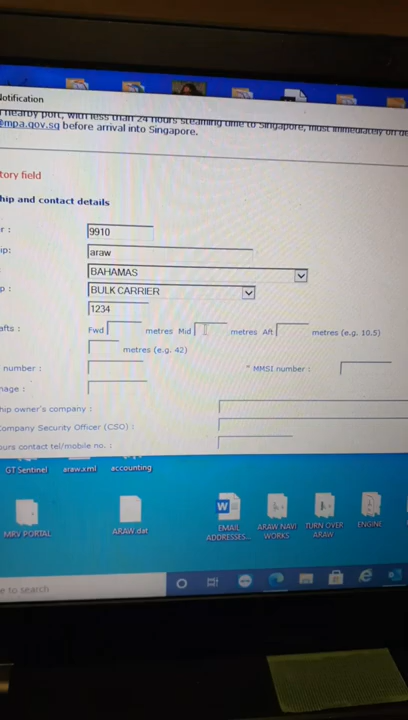 Notification
nearby port, with less than 24 hours steaming time to Singapore, must immediately on
@mpa.gov.sg before arrival into Singapore.
tory field
hip and contact details
r : 9910
ip: araw
BAHAMAS
p : BULK CARRIER
1234
afts : Fwd metres Mid metres Aft metres (e.g. 10.5)
metres (e.g. 42)
number : * MMSI number :
nage :
hip owner's company :
Company Security Officer (CSO) :
ours contact tel/mobile no. :
GT Sentinel araw.xml accounting
MRV PORTAL ARAW.dat EMAIL ADDRESSES... ARAW NAVI WORKS TURN OVER ARAW ENGINE
e to search